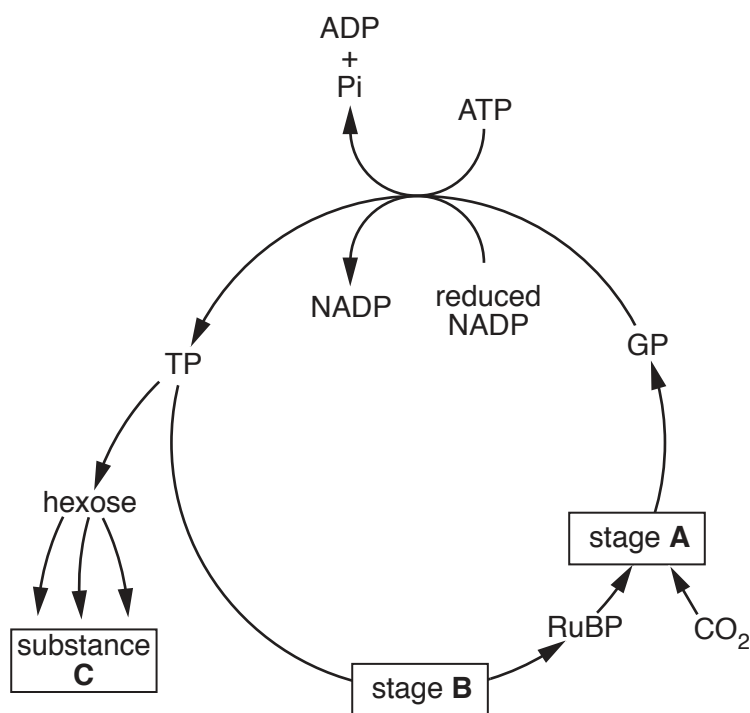 ADP
+
Pi
ATP
NADP
reduced
NADP
TP
GP
hexose
stage A
substance
C
RuBP
CO₂
stage B